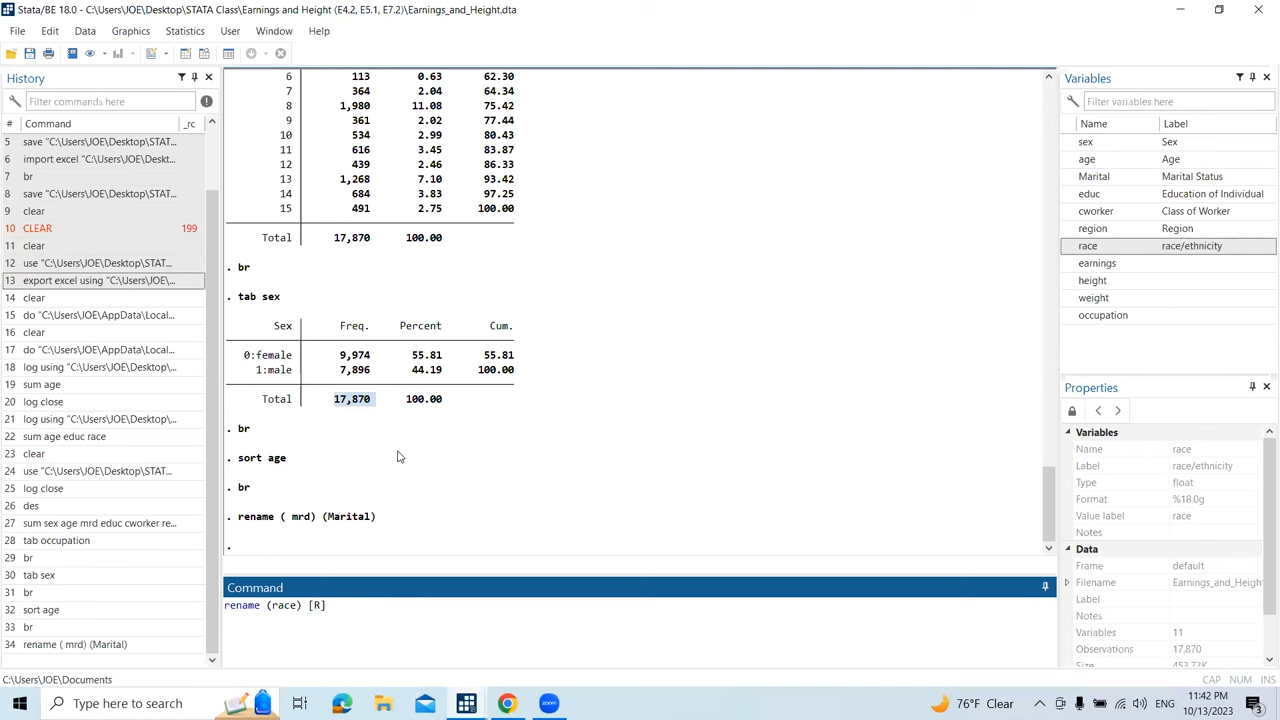 Stata/BE 18.0 - C:\Users\JOE\Desktop\STATA Class\Earnings and Height (E4.2, E5.1, E7.2)\Earnings_and_Height.dta
File Edit Data Graphics Statistics User Window Help
History
Filter commands here
# Command _rc
5 save "C:\Users\JOE\Desktop\STAT...
6 import excel "C:\Users\JOE\Deskt...
7 br
8 save "C:\Users\JOE\Desktop\STAT...
9 clear
10 CLEAR 199
11 clear
12 use "C:\Users\JOE\Desktop\STAT...
13 export excel using "C:\Users\JOE\...
14 clear
15 do "C:\Users\JOE\AppData\Local...
16 clear
17 do "C:\Users\JOE\AppData\Local...
18 log using "C:\Users\JOE\Desktop\...
19 sum age
20 log close
21 log using "C:\Users\JOE\Desktop\...
22 sum age educ race
23 clear
24 use "C:\Users\JOE\Desktop\STAT...
25 log close
26 des
27 sum sex age mrd educ cworker re...
28 tab occupation
29 br
30 tab sex
31 br
32 sort age
33 br
34 rename ( mrd) (Marital)
6 113 0.63 62.30
7 364 2.04 64.34
8 1,980 11.08 75.42
9 361 2.02 77.44
10 534 2.99 80.43
11 616 3.45 83.87
12 439 2.46 86.33
13 1,268 7.10 93.42
14 684 3.83 97.25
15 491 2.75 100.00
Total 17,870 100.00
. br
. tab sex
Sex Freq. Percent Cum.
0:female 9,974 55.81 55.81
1:male 7,896 44.19 100.00
Total 17,870 100.00
. br
. sort age
. br
. rename ( mrd) (Marital)
.
Command
rename (race) [R]
Variables
Filter variables here
Name Label
sex Sex
age Age
Marital Marital Status
educ Education of Individual
cworker Class of Worker
region Region
race race/ethnicity
earnings
height
weight
occupation
Properties
Variables
Name race
Label race/ethnicity
Type float
Format %18.0g
Value label race
Notes
Data
Frame default
Filename Earnings_and_Heigh
Label
Notes
Variables 11
Observations 17,870
Size 453.73K
C:\Users\JOE\Documents
CAP NUM INS
Type here to search
zoom
76°F Clear
ENG
11:42 PM
10/13/2023
3